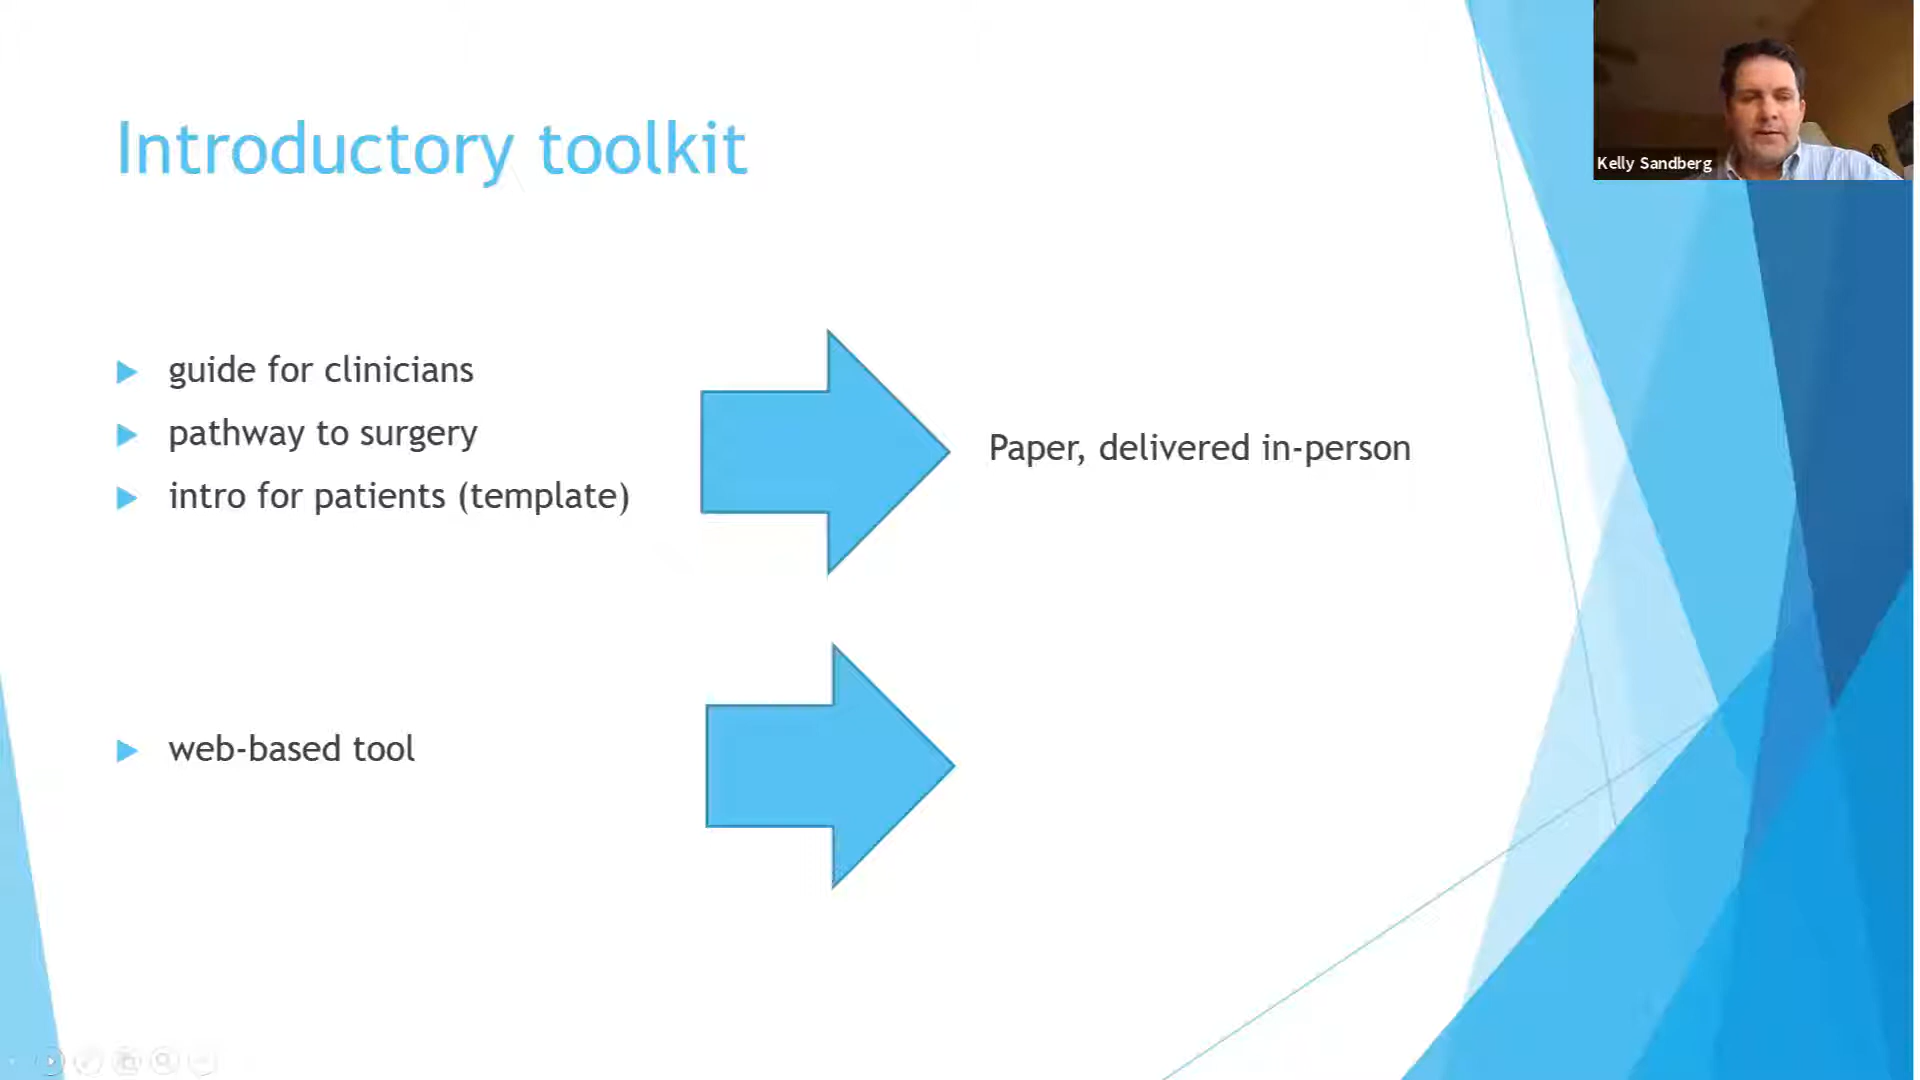 Introductory toolkit
Kelly Sandberg
guide for clinicians
pathway to surgery
intro for patients (template)
Paper, delivered in-person
web-based tool